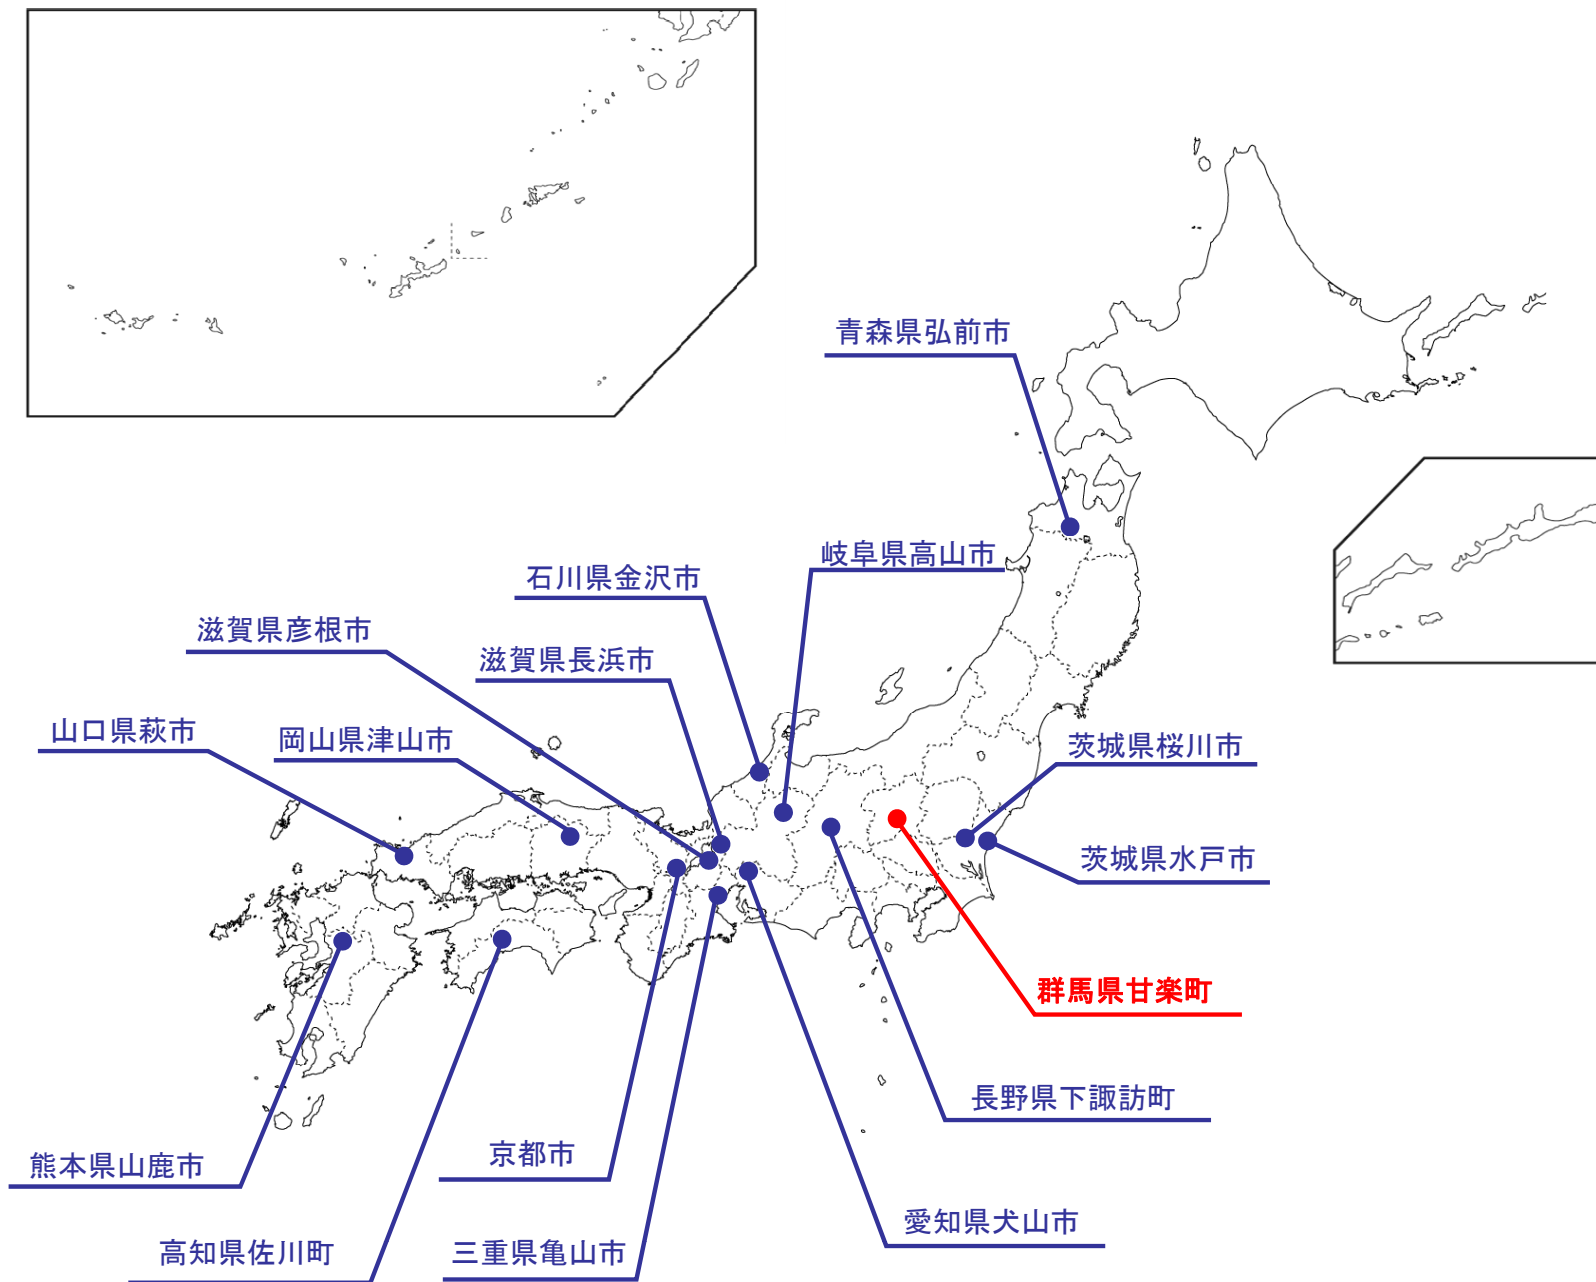 青森県弘前市
岐阜県高山市
石川県金沢市
滋賀県彦根市
滋賀県長浜市
山口県萩市
岡山県津山市
茨城県桜川市
茨城県水戸市
群馬県甘楽町
長野県下諏訪町
京都市
熊本県山鹿市
愛知県犬山市
高知県佐川町
三重県亀山市